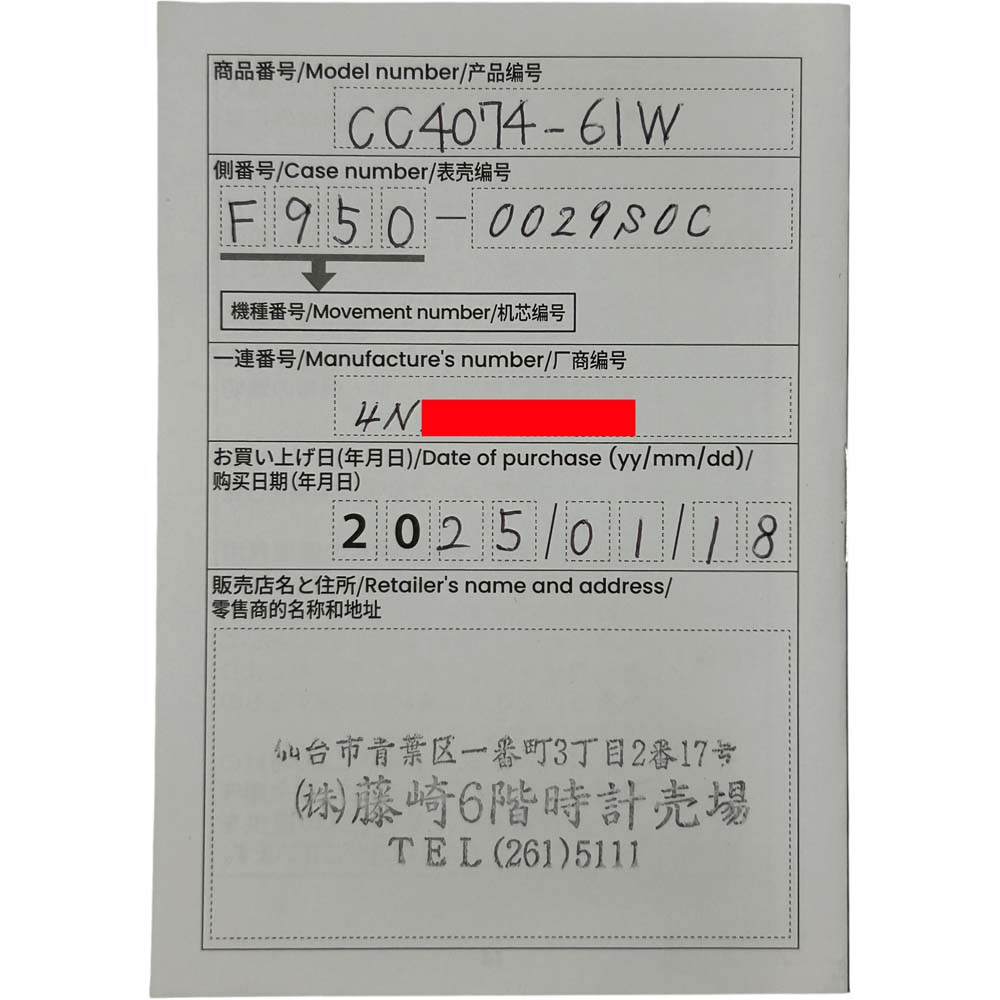 商品番号/Model number/产品编号
CC4074-61W
側番号/Case number/表壳编号
F950-0029S0C
機種番号/Movement number/机芯编号
一連番号/Manufacture's number/厂商编号
4N
お買い上げ日(年月日)/Date of purchase (yy/mm/dd)/
购买日期(年月日)
2025/01/18
販売店名と住所/Retailer's name and address/
零售商的名称和地址
仙台市青葉区一番町3丁目2番17号
(株)藤崎6階時計売場
TEL(261)5111